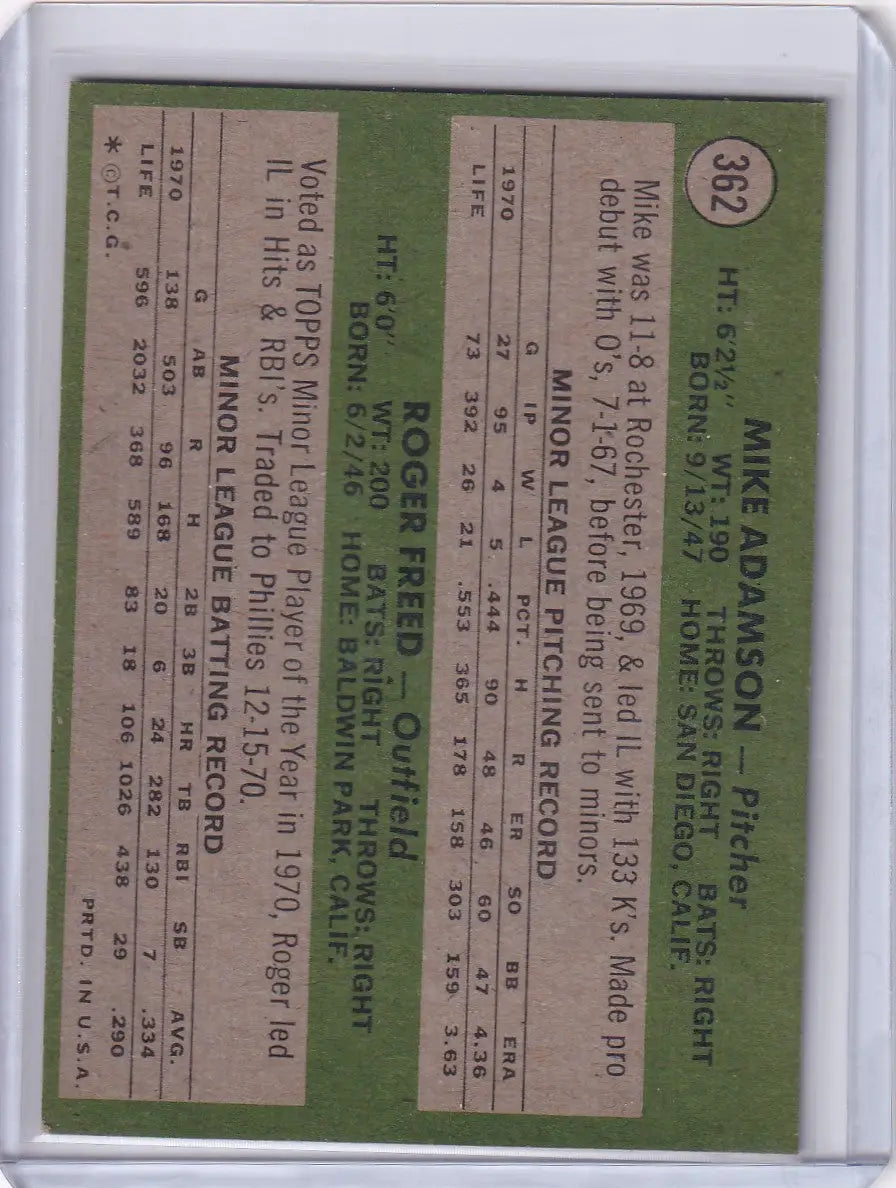 362
MIKE ADAMSON — Pitcher
HT: 6'2½" WT: 190 THROWS: RIGHT BATS: RIGHT
BORN: 9/13/47 HOME: SAN DIEGO, CALIF.
Mike was 11-8 at Rochester, 1969, & led IL with 133 K's. Made pro
debut with O's, 7-1-67, before being sent to minors.
MINOR LEAGUE PITCHING RECORD
G IP W L PCT. H R ER SO BB ERA
1970 27 95 4 5 .444 90 48 46 60 47 4.36
LIFE 73 392 26 21 .553 365 178 158 303 159 3.63
ROGER FREED — Outfield
HT: 6'0" WT: 200 BATS: RIGHT THROWS: RIGHT
BORN: 6/2/46 HOME: BALDWIN PARK, CALIF.
Voted as TOPPS Minor League Player of the Year in 1970, Roger led
IL in Hits & RBI's. Traded to Phillies 12-15-70.
MINOR LEAGUE BATTING RECORD
G AB R H 2B 3B HR TB RBI SB AVG.
1970 138 503 96 168 20 6 24 282 130 7 .334
LIFE 596 2032 368 589 83 18 106 1026 438 29 .290
* ©T.C.G. PRTD. IN U.S.A.